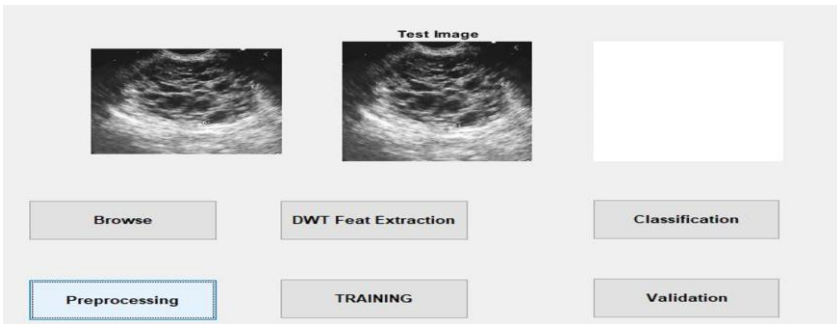 Test Image
Browse
DWT Feat Extraction
Classification
Preprocessing
TRAINING
Validation